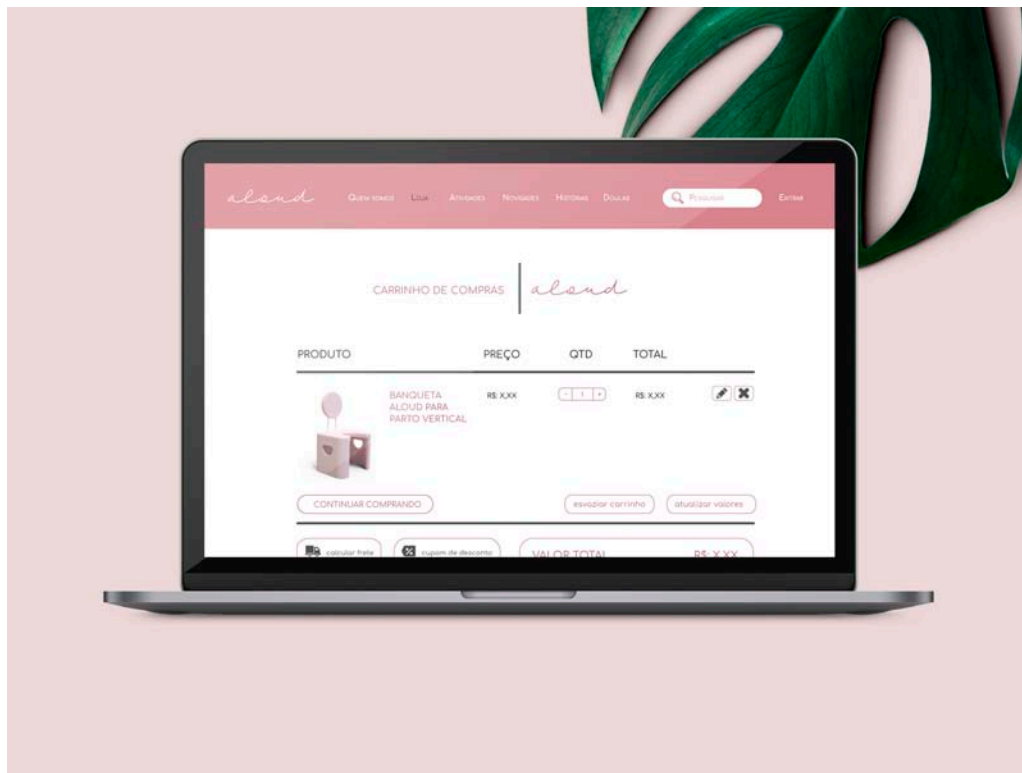 aloud Quem somos Loja Atividades Novidades Histórias Doulas Pesquisar Entrar
CARRINHO DE COMPRAS aloud
PRODUTO PREÇO QTD TOTAL
BANQUETA R$: X,XX - 1 + R$: X,XX
ALOUD PARA
PARTO VERTICAL
CONTINUAR COMPRANDO esvaziar carrinho atualizar valores
calcular frete % cupom de desconto VALOR TOTAL R$: X,XX